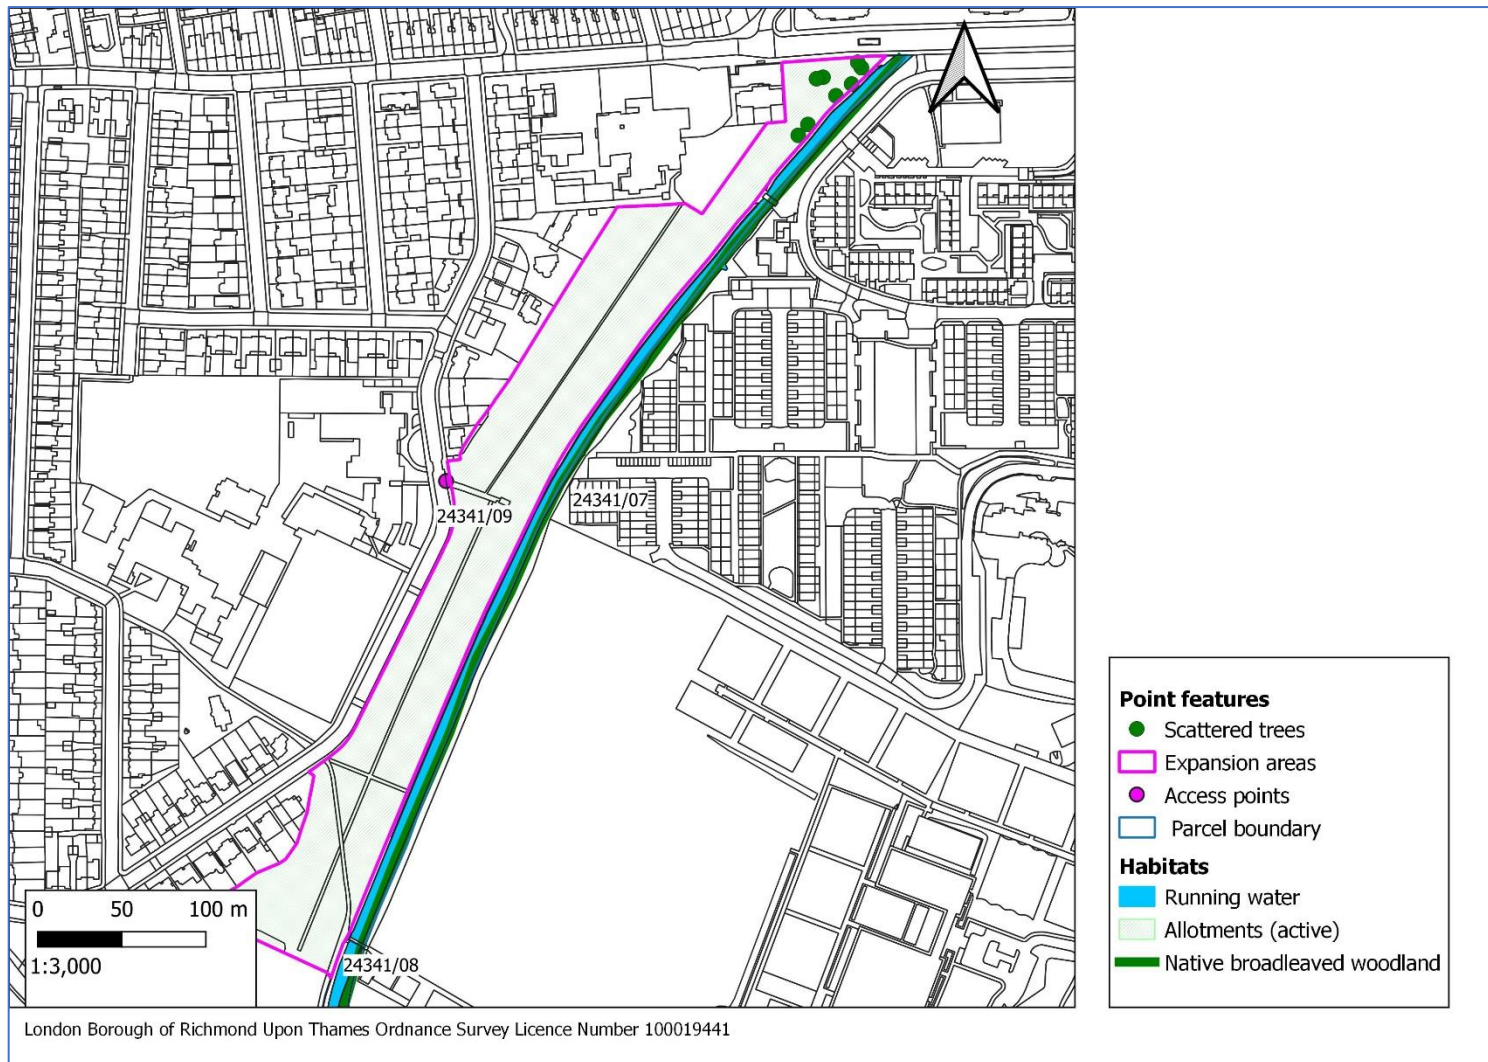 24341/09
24341/07
24341/08
0 50 100 m
1:3,000
Point features
Scattered trees
Expansion areas
Access points
Parcel boundary
Habitats
Running water
Allotments (active)
Native broadleaved woodland
London Borough of Richmond Upon Thames Ordnance Survey Licence Number 100019441